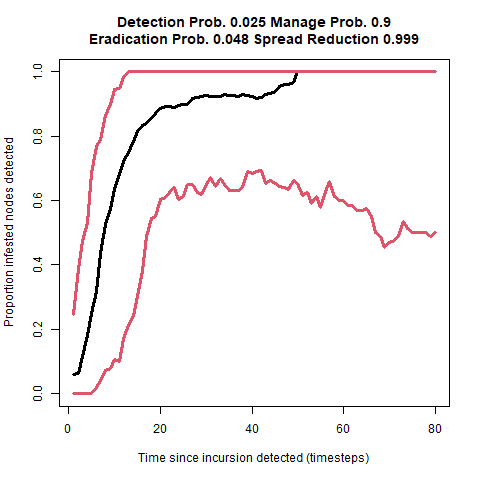 Detection Prob. 0.025 Manage Prob. 0.9
Eradication Prob. 0.048 Spread Reduction 0.999
Proportion infested nodes detected
1.0
0.8
0.6
0.4
0.2
0.0
0 20 40 60 80
Time since incursion detected (timesteps)